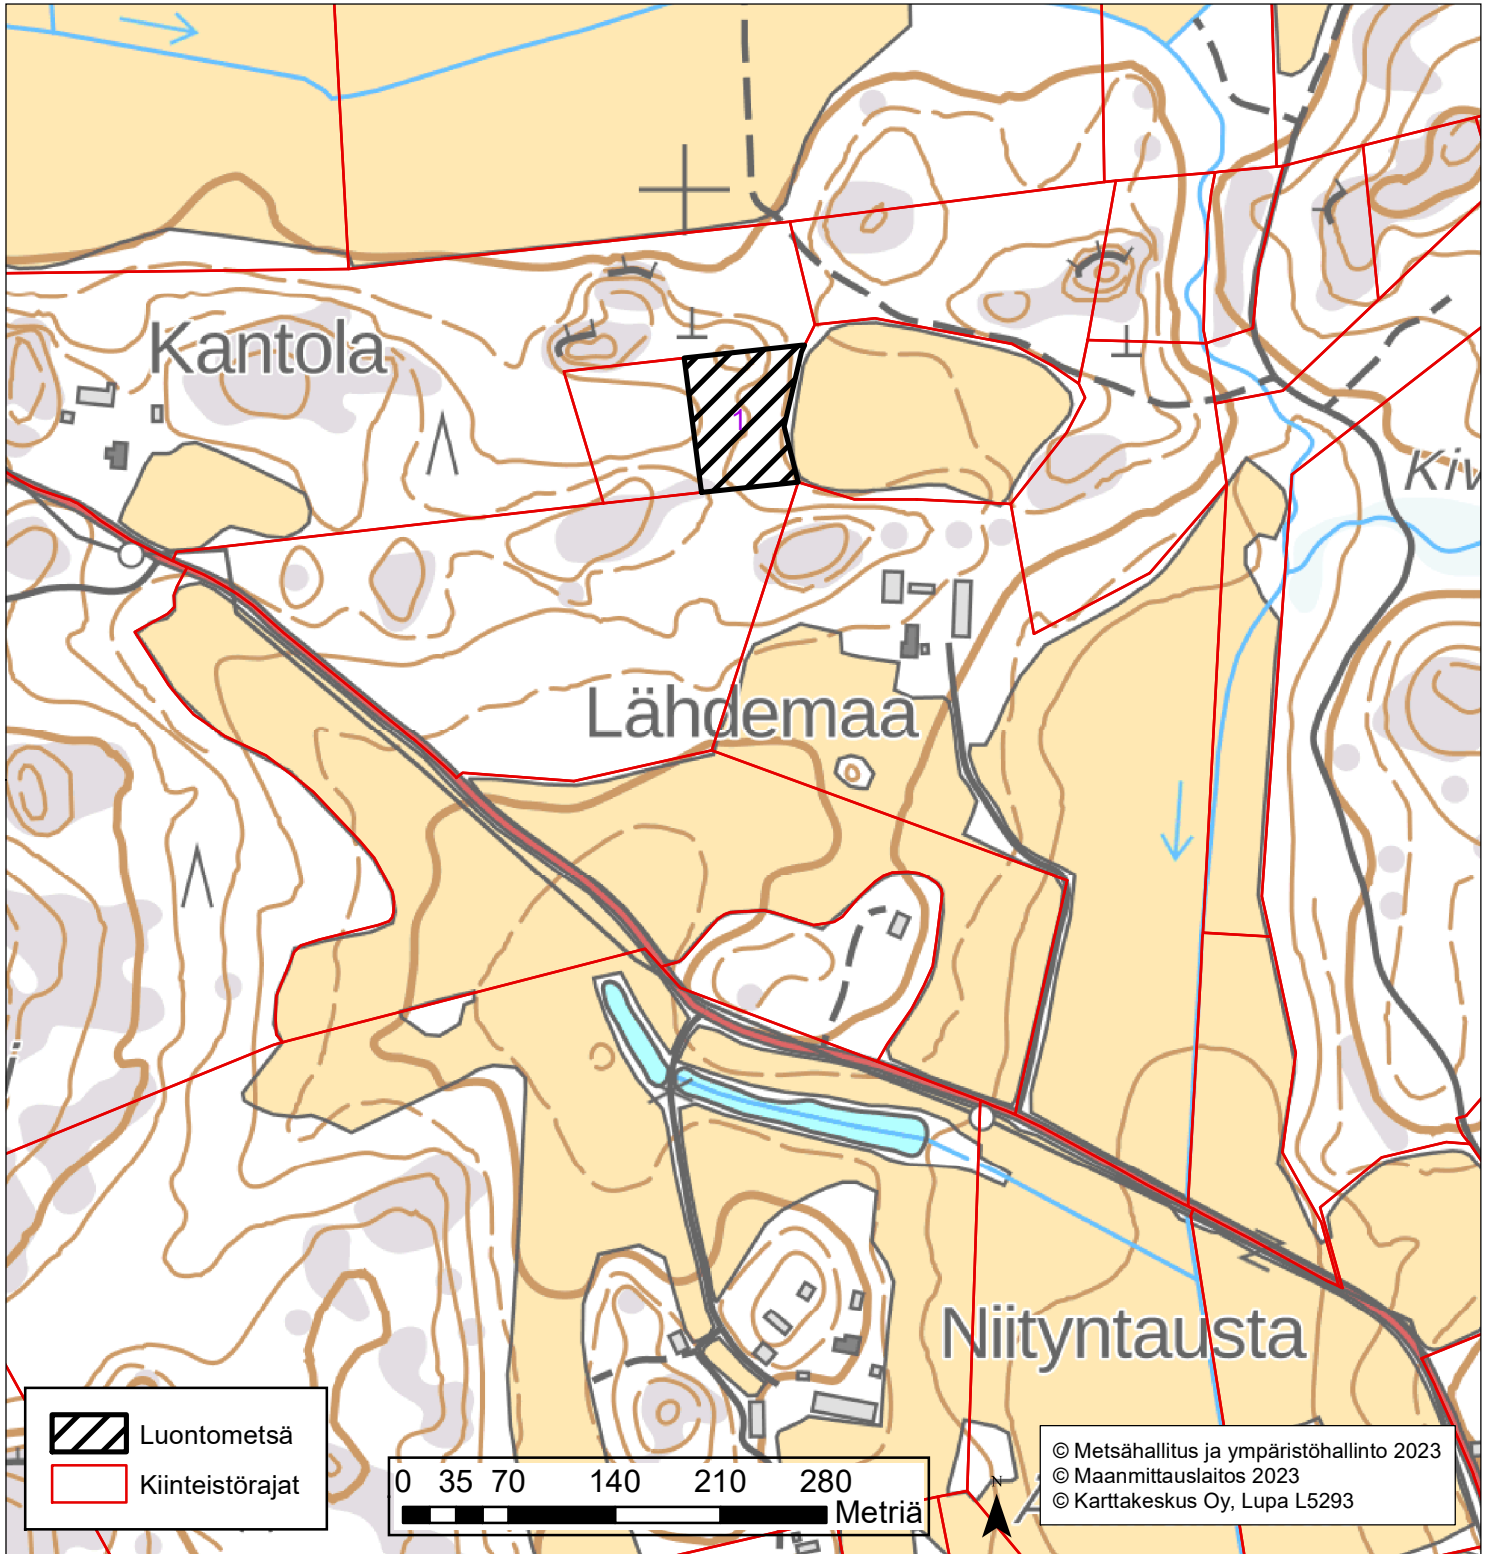 Kantola
1
Kiv
Lähdemaa
Niityntausta
Luontometsä
Kiinteistörajat
0 35 70 140 210 280
Metriä
N
© Metsähallitus ja ympäristöhallinto 2023
© Maanmittauslaitos 2023
© Karttakeskus Oy, Lupa L5293